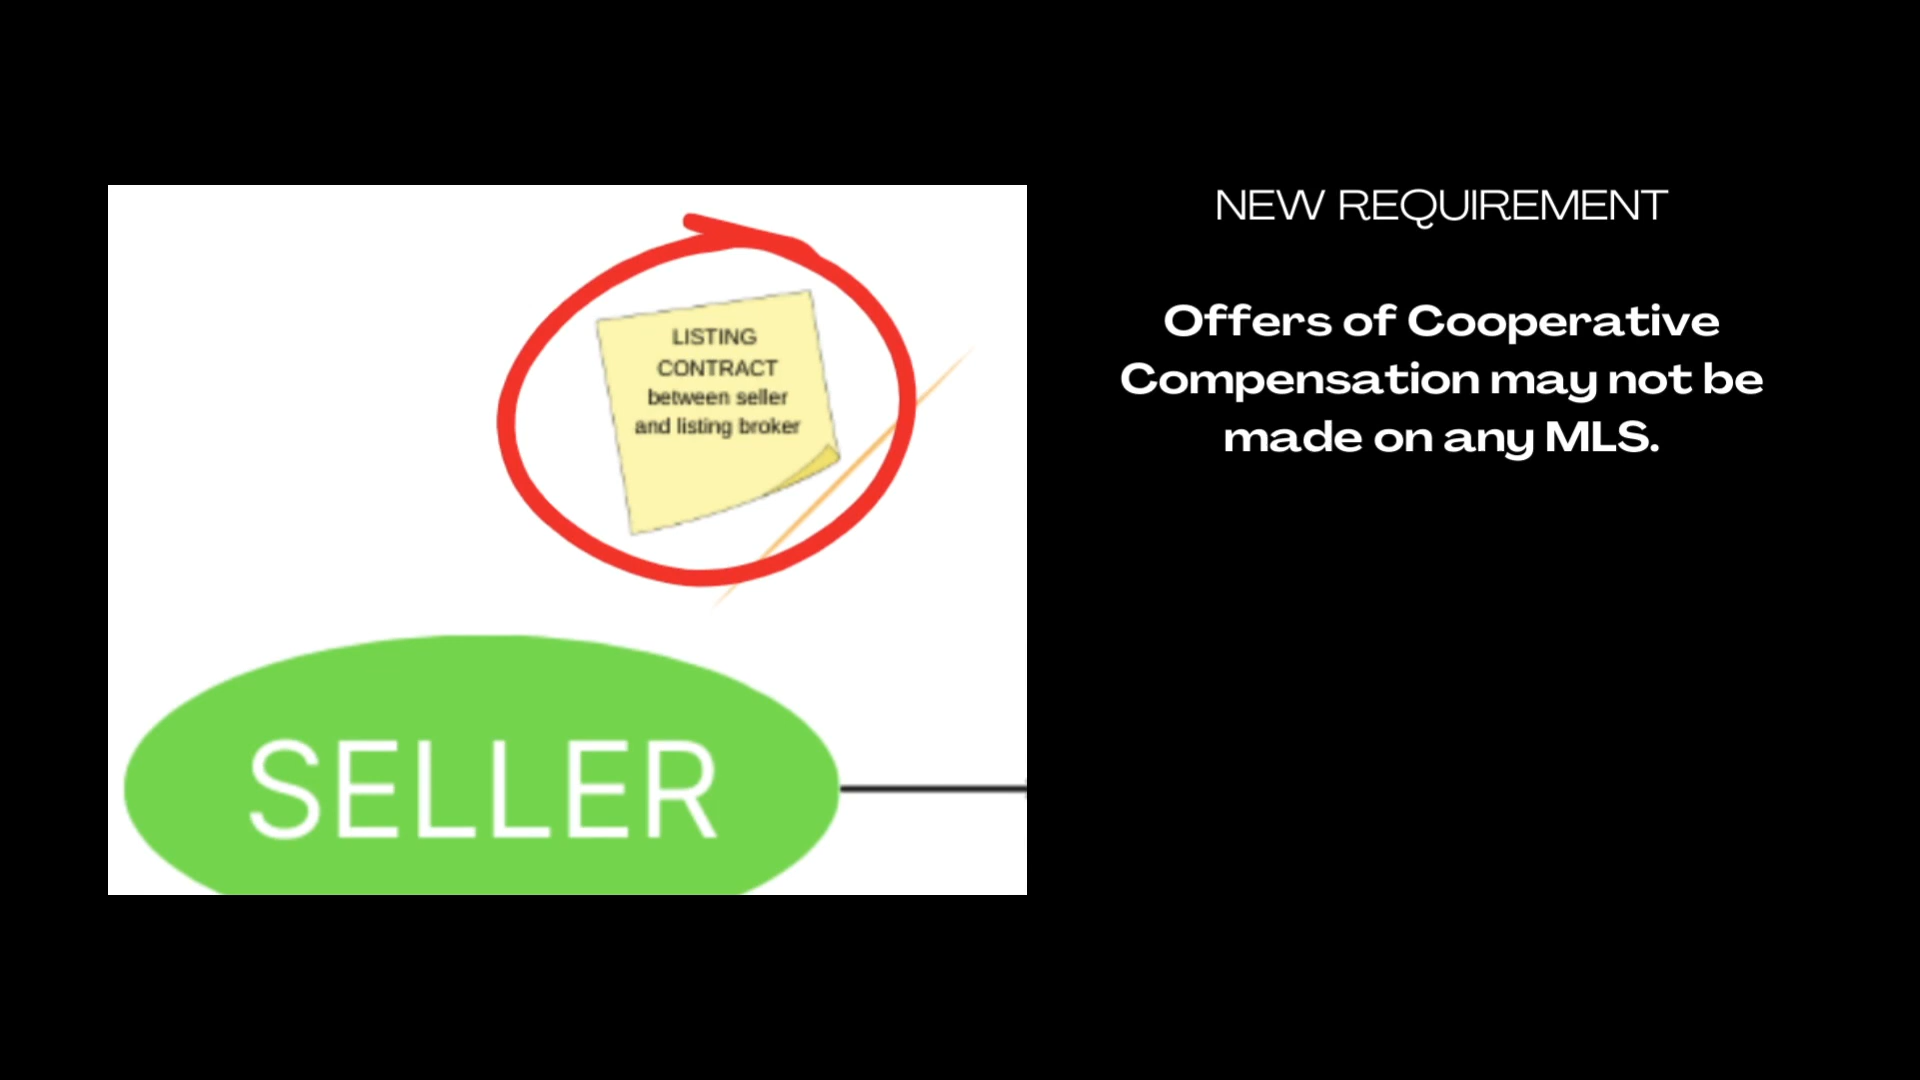 LISTING
CONTRACT
between seller
and listing broker
SELLER
NEW REQUIREMENT
Offers of Cooperative
Compensation may not be
made on any MLS.